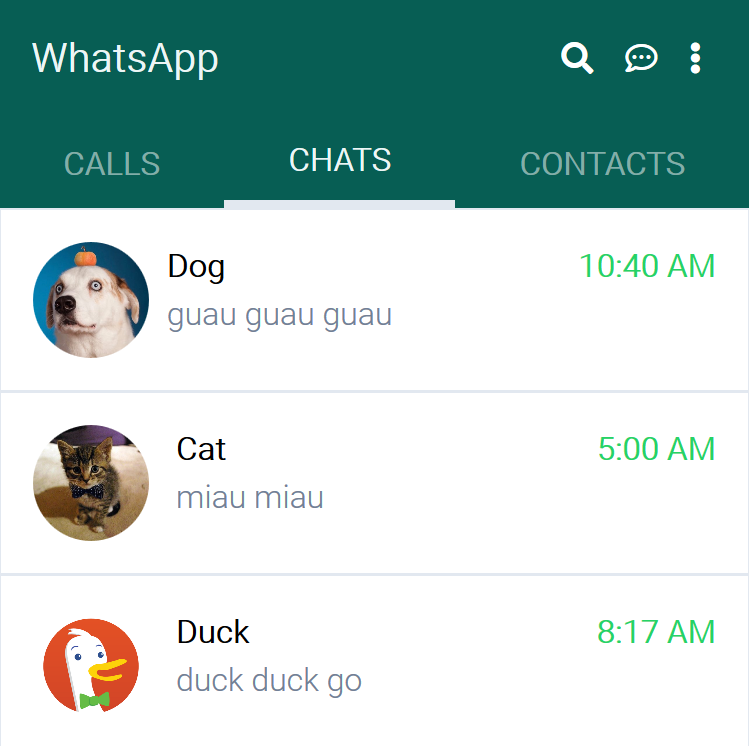 WhatsApp
CALLS CHATS CONTACTS
Dog 10:40 AM
guau guau guau
Cat 5:00 AM
miau miau
Duck 8:17 AM
duck duck go